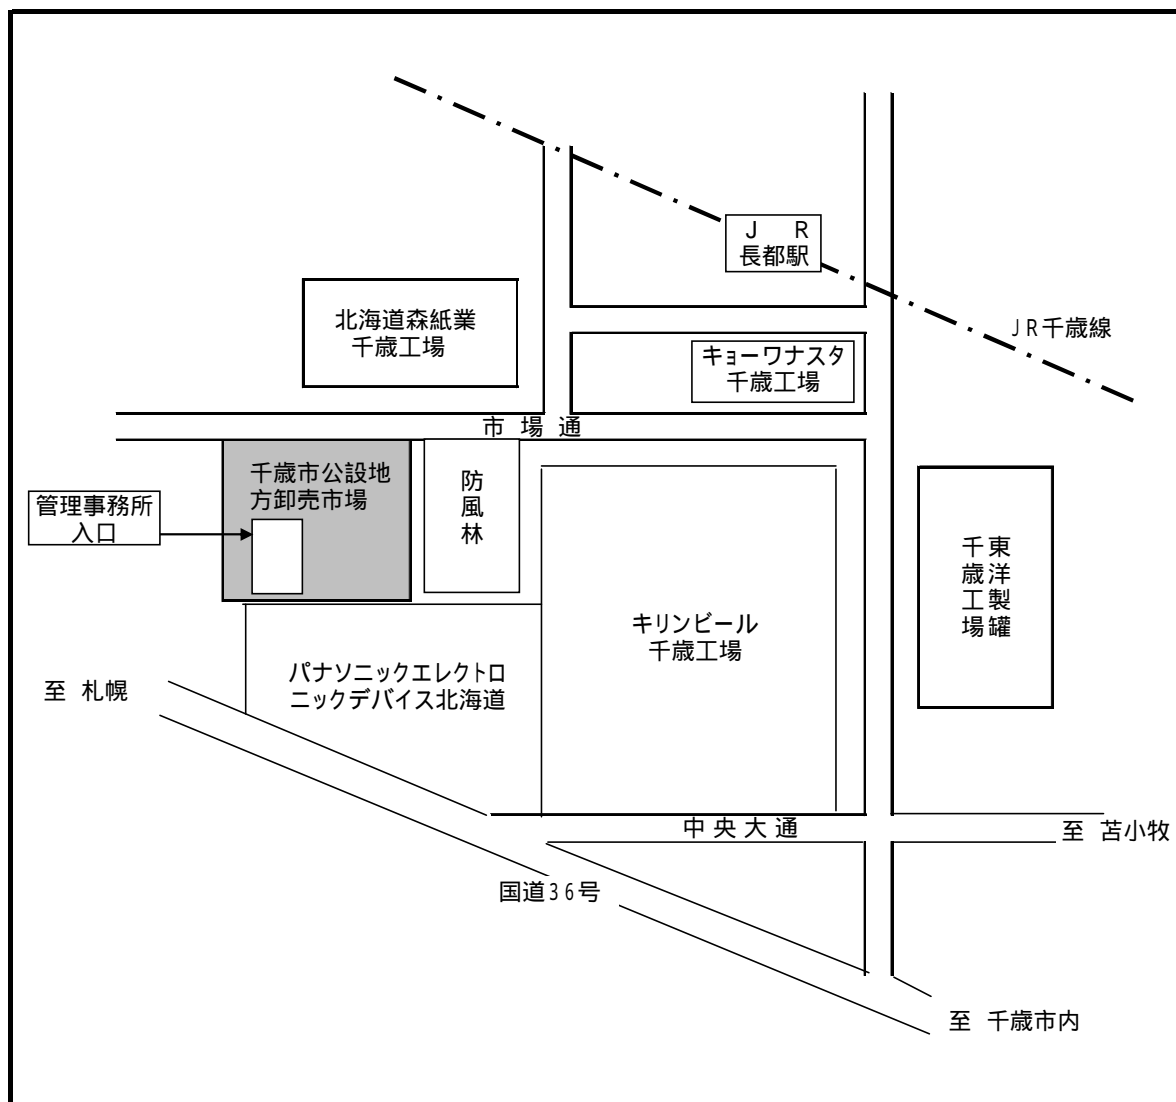 J R
長都駅
JR千歳線
北海道森紙業
千歳工場
キョーワナスタ
千歳工場
市場通
千歳市公設地
方卸売市場
防風林
管理事務所
入口
東洋製罐
千歳工場
キリンビール
千歳工場
パナソニックエレクトロ
ニックデバイス北海道
至 札幌
中央大通
至 苫小牧
国道36号
至 千歳市内